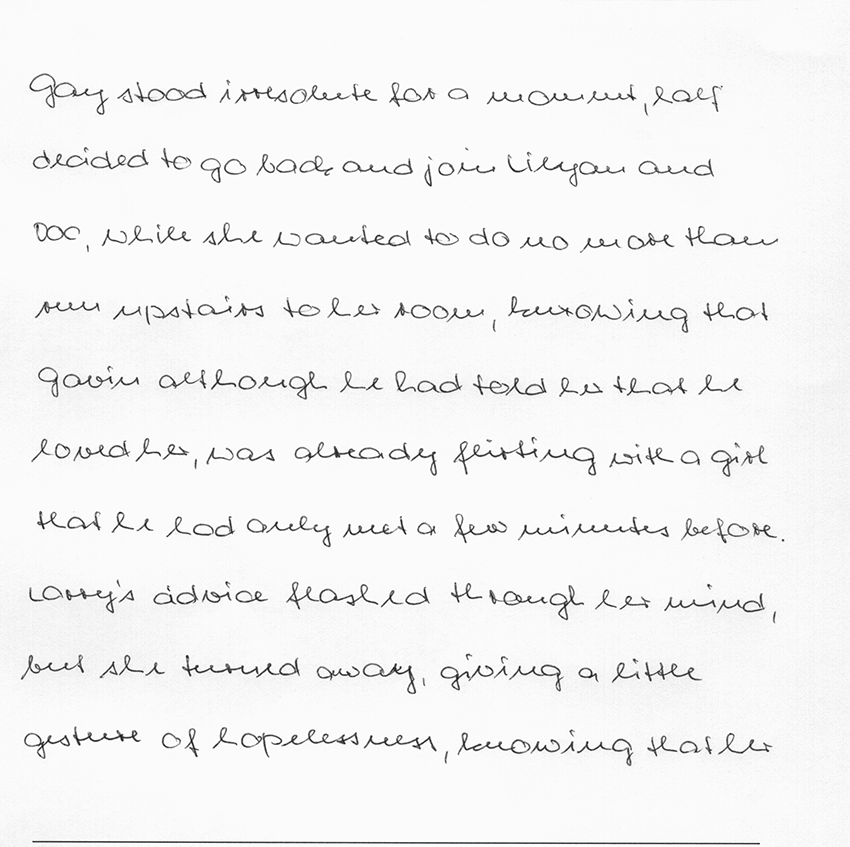 Gay stood irresolute for a moment, half
decided to go back and join Lilyan and
Doc, while she wanted to do no more than
run upstairs to her room, knowing that
Gavin although he had told her that he
loved her, was already flirting with a girl
that he had only met a few minutes before.
Larry's advice flashed through her mind,
but she turned away, giving a little
gesture of hopelessness, knowing that her